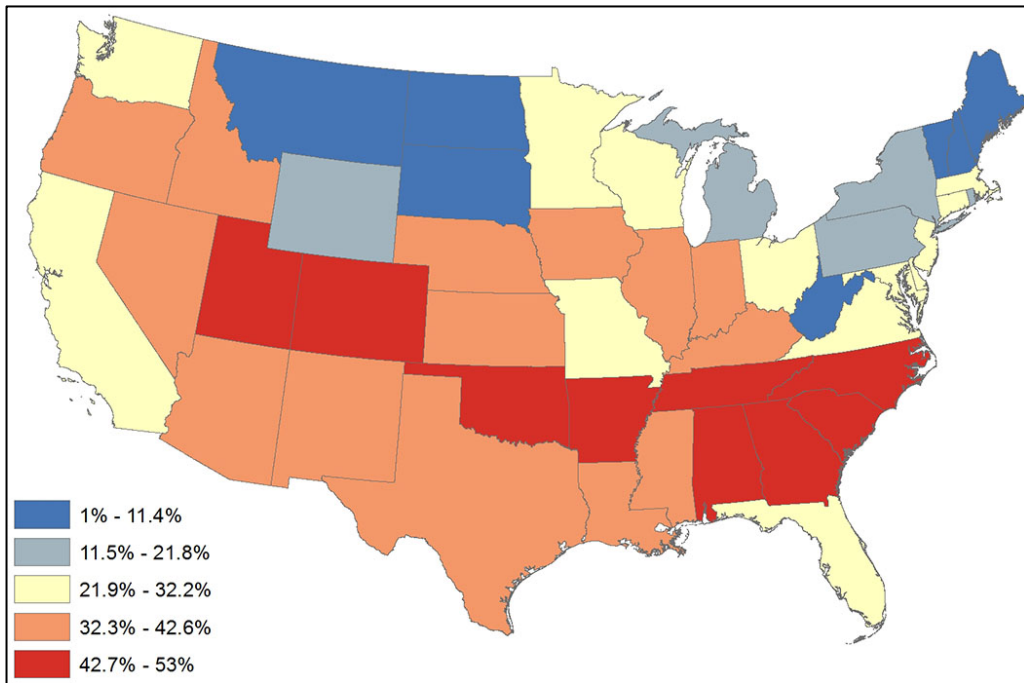 1% - 11.4%
11.5% - 21.8%
21.9% - 32.2%
32.3% - 42.6%
42.7% - 53%